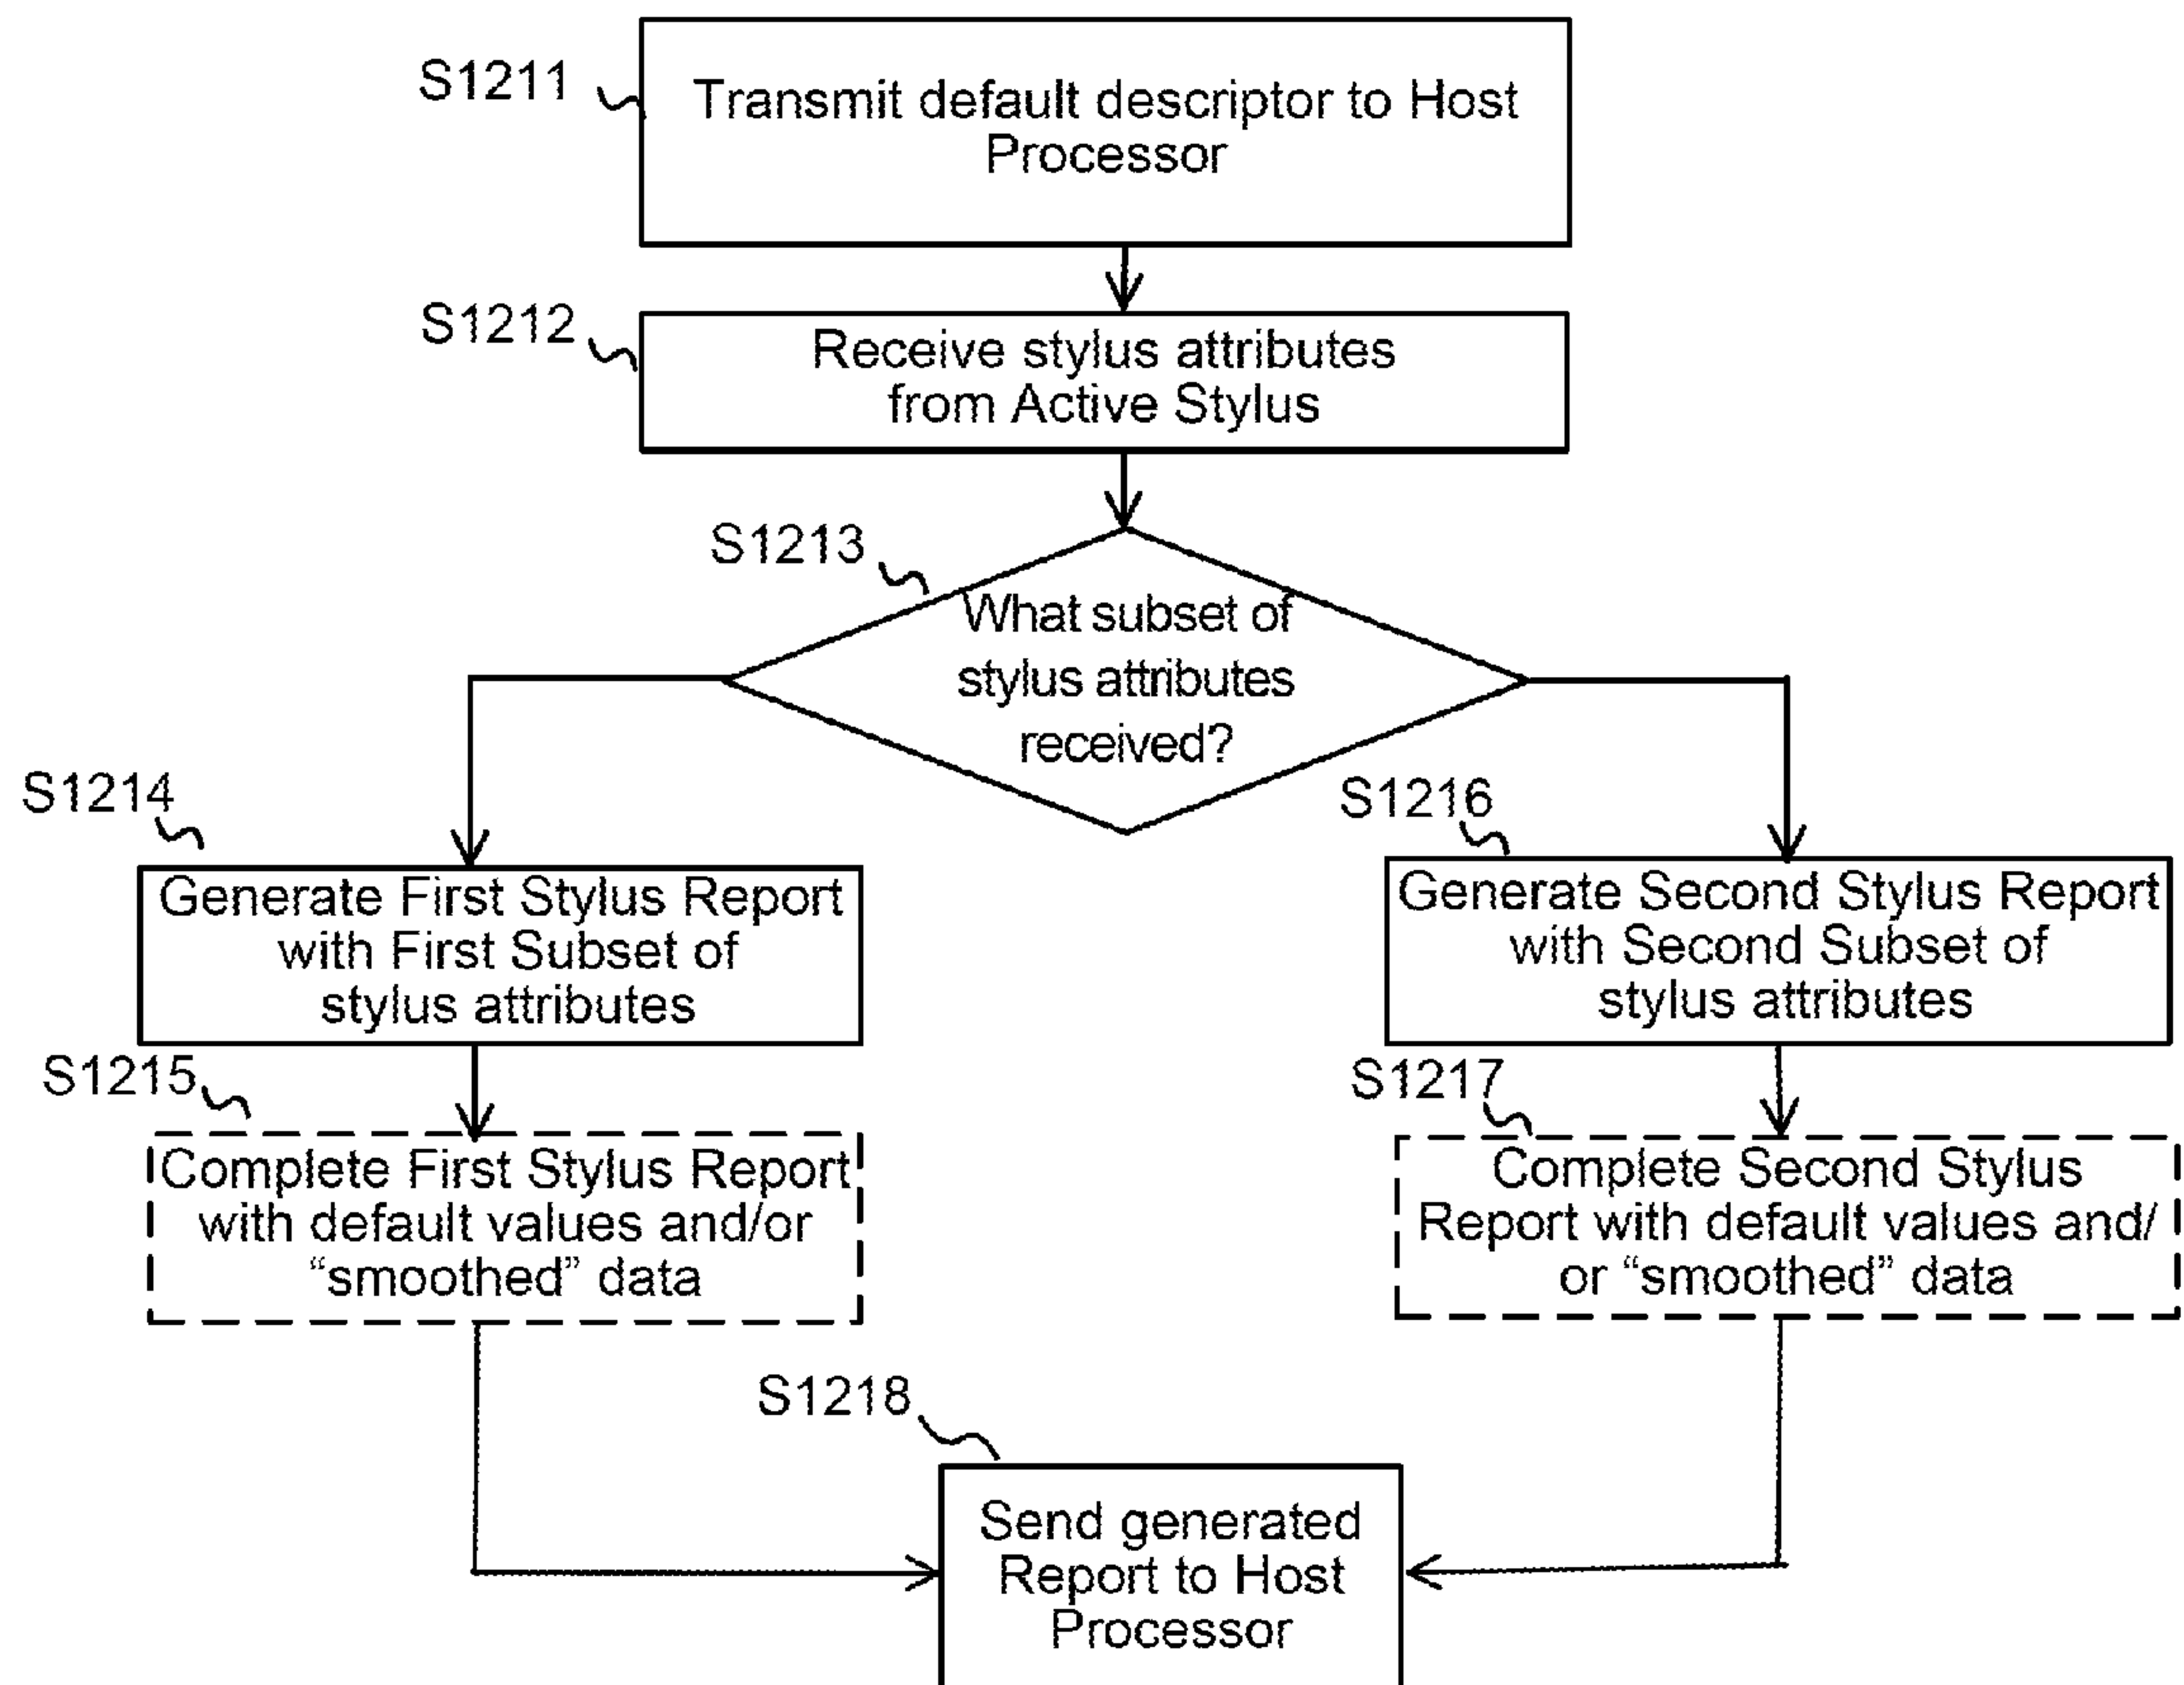 S1211
Transmit default descriptor to Host
Processor
S1212
Receive stylus attributes
from Active Stylus
S1213
What subset of
stylus attributes
received?
S1214
Generate First Stylus Report
with First Subset of
stylus attributes
S1216
Generate Second Stylus Report
with Second Subset of
stylus attributes
S1215
Complete First Stylus Report
with default values and/or
“smoothed” data
S1217
Complete Second Stylus
Report with default values and/
or “smoothed” data
S1218
Send generated
Report to Host
Processor